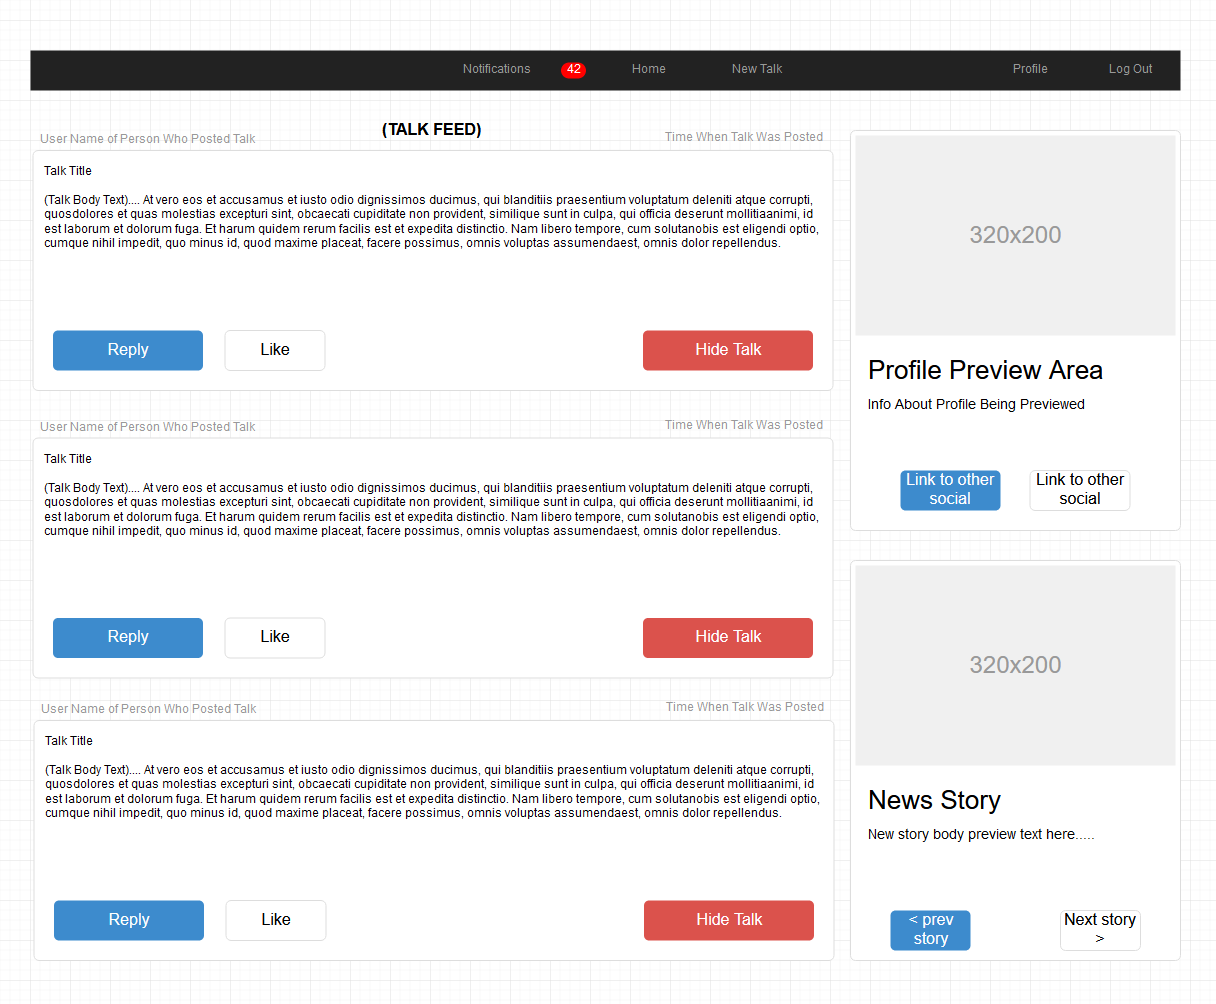 Notifications 42 Home New Talk Profile Log Out
(TALK FEED)
User Name of Person Who Posted Talk Time When Talk Was Posted
Talk Title
(Talk Body Text).... At vero eos et accusamus et iusto odio dignissimos ducimus, qui blanditiis praesentium voluptatum deleniti atque corrupti,
quosdolores et quas molestias excepturi sint, obcaecati cupiditate non provident, similique sunt in culpa, qui officia deserunt mollitiaanimi, id
est laborum et dolorum fuga. Et harum quidem rerum facilis est et expedita distinctio. Nam libero tempore, cum solutanobis est eligendi optio,
cumque nihil impedit, quo minus id, quod maxime placeat, facere possimus, omnis voluptas assumendaest, omnis dolor repellendus.
Reply Like Hide Talk
User Name of Person Who Posted Talk Time When Talk Was Posted
Talk Title
(Talk Body Text).... At vero eos et accusamus et iusto odio dignissimos ducimus, qui blanditiis praesentium voluptatum deleniti atque corrupti,
quosdolores et quas molestias excepturi sint, obcaecati cupiditate non provident, similique sunt in culpa, qui officia deserunt mollitiaanimi, id
est laborum et dolorum fuga. Et harum quidem rerum facilis est et expedita distinctio. Nam libero tempore, cum solutanobis est eligendi optio,
cumque nihil impedit, quo minus id, quod maxime placeat, facere possimus, omnis voluptas assumendaest, omnis dolor repellendus.
Reply Like Hide Talk
User Name of Person Who Posted Talk Time When Talk Was Posted
Talk Title
(Talk Body Text).... At vero eos et accusamus et iusto odio dignissimos ducimus, qui blanditiis praesentium voluptatum deleniti atque corrupti,
quosdolores et quas molestias excepturi sint, obcaecati cupiditate non provident, similique sunt in culpa, qui officia deserunt mollitiaanimi, id
est laborum et dolorum fuga. Et harum quidem rerum facilis est et expedita distinctio. Nam libero tempore, cum solutanobis est eligendi optio,
cumque nihil impedit, quo minus id, quod maxime placeat, facere possimus, omnis voluptas assumendaest, omnis dolor repellendus.
Reply Like Hide Talk
320x200
Profile Preview Area
Info About Profile Being Previewed
Link to other
social
Link to other
social
320x200
News Story
New story body preview text here.....
< prev
story
Next story
>